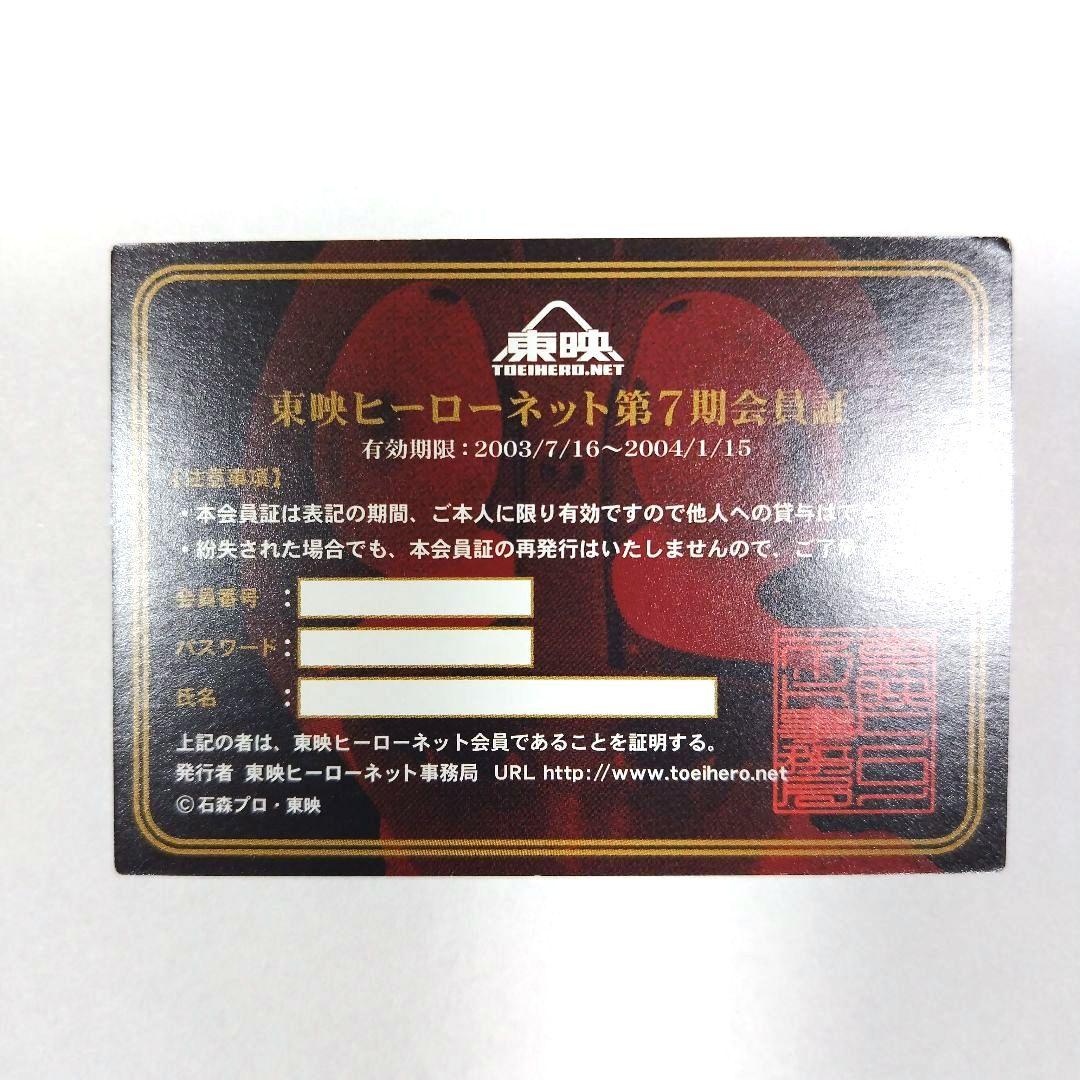 東映
TOEIHERO.NET
東映ヒーローネット第7期会員証
有効期限:2003/7/16〜2004/1/15
【注意事項】
・本会員証は表記の期間、ご本人に限り有効ですので他人への貸与は
・紛失された場合でも、本会員証の再発行はいたしませんので、ご了承
会員番号 :
パスワード :
氏名 :
上記の者は、東映ヒーローネット会員であることを証明する。
発行者 東映ヒーローネット事務局 URL http://www.toeihero.net
©石森プロ・東映